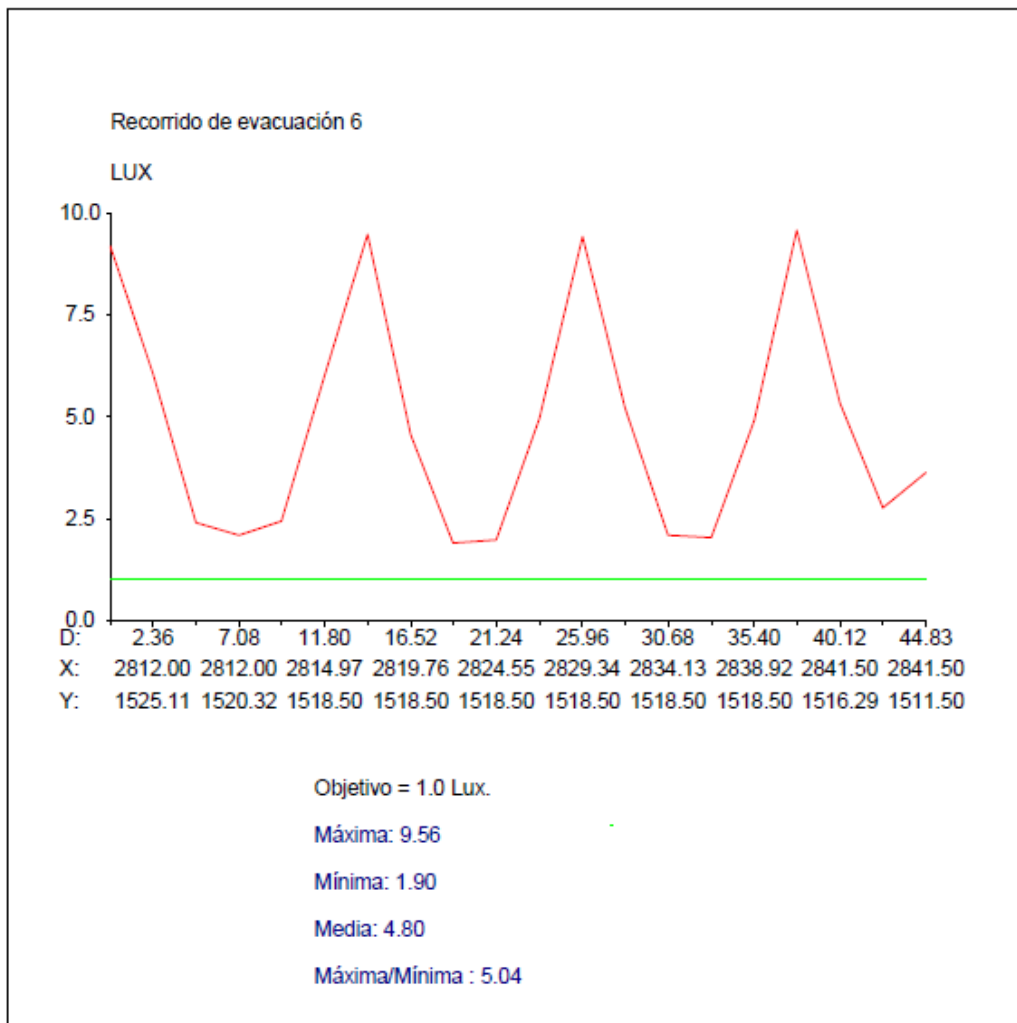 Recorrido de evacuación 6
LUX
10.0
7.5
5.0
2.5
0.0
D: 2.36 7.08 11.80 16.52 21.24 25.96 30.68 35.40 40.12 44.83
X: 2812.00 2812.00 2814.97 2819.76 2824.55 2829.34 2834.13 2838.92 2841.50 2841.50
Y: 1525.11 1520.32 1518.50 1518.50 1518.50 1518.50 1518.50 1518.50 1516.29 1511.50
Objetivo = 1.0 Lux.
Máxima: 9.56
Mínima: 1.90
Media: 4.80
Máxima/Mínima : 5.04